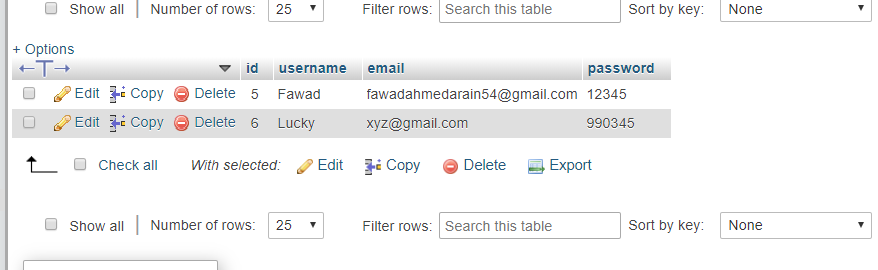 Show all Number of rows: 25 Filter rows: Search this table Sort by key: None
+ Options
id username email password
Edit Copy Delete 5 Fawad fawadahmedarain54@gmail.com 12345
Edit Copy Delete 6 Lucky xyz@gmail.com 990345
Check all With selected: Edit Copy Delete Export
Show all Number of rows: 25 Filter rows: Search this table Sort by key: None